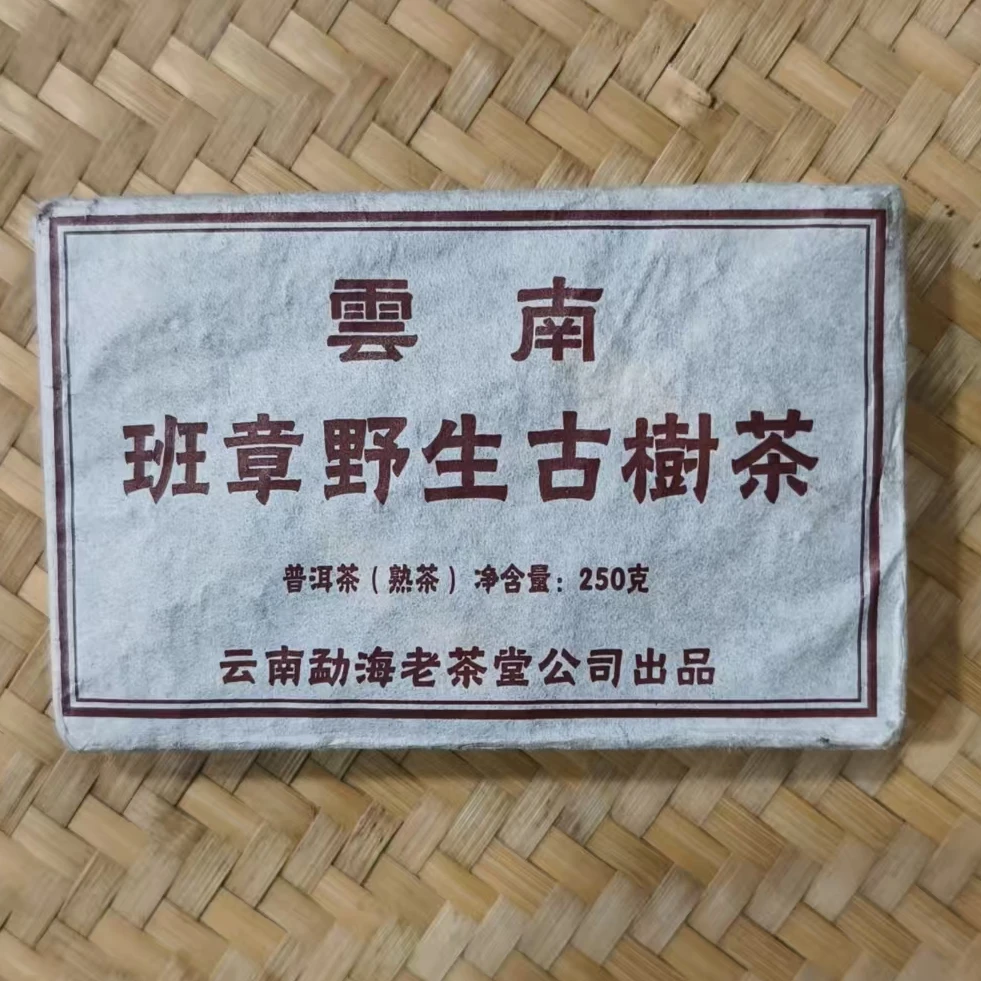 雲南
班章野生古樹茶
普洱茶(熟茶) 净含量:250克
云南勐海老茶堂公司出品